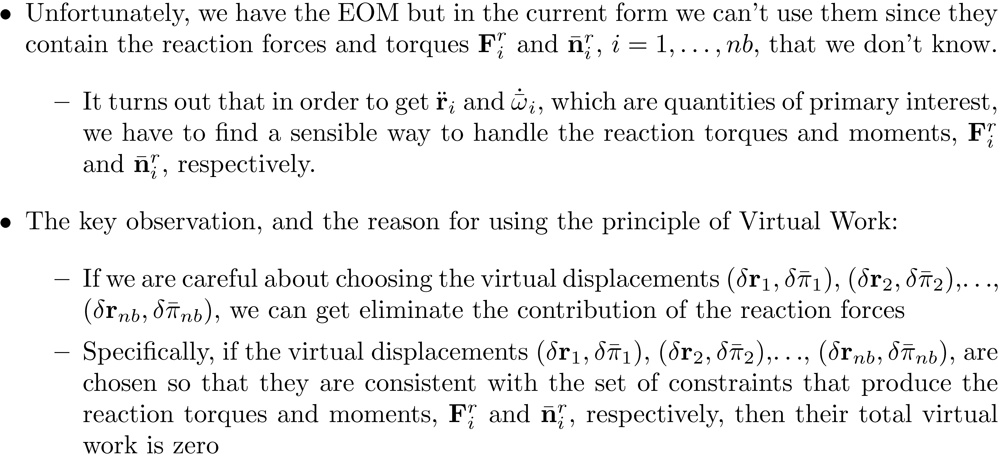 • Unfortunately, we have the EOM but in the current form we can't use them since they
contain the reaction forces and torques $\mathbf{F}_i^r$ and $\bar{\mathbf{n}}_i^r$, $i = 1, \ldots, nb$, that we don't know.
– It turns out that in order to get $\ddot{\mathbf{r}}_i$ and $\dot{\bar{\omega}}_i$, which are quantities of primary interest,
we have to find a sensible way to handle the reaction torques and moments, $\mathbf{F}_i^r$
and $\bar{\mathbf{n}}_i^r$, respectively.
• The key observation, and the reason for using the principle of Virtual Work:
– If we are careful about choosing the virtual displacements $(\delta\mathbf{r}_1, \delta\bar{\pi}_1)$, $(\delta\mathbf{r}_2, \delta\bar{\pi}_2)$,…,
$(\delta\mathbf{r}_{nb}, \delta\bar{\pi}_{nb})$, we can get eliminate the contribution of the reaction forces
– Specifically, if the virtual displacements $(\delta\mathbf{r}_1, \delta\bar{\pi}_1)$, $(\delta\mathbf{r}_2, \delta\bar{\pi}_2)$,…, $(\delta\mathbf{r}_{nb}, \delta\bar{\pi}_{nb})$, are
chosen so that they are consistent with the set of constraints that produce the
reaction torques and moments, $\mathbf{F}_i^r$ and $\bar{\mathbf{n}}_i^r$, respectively, then their total virtual
work is zero